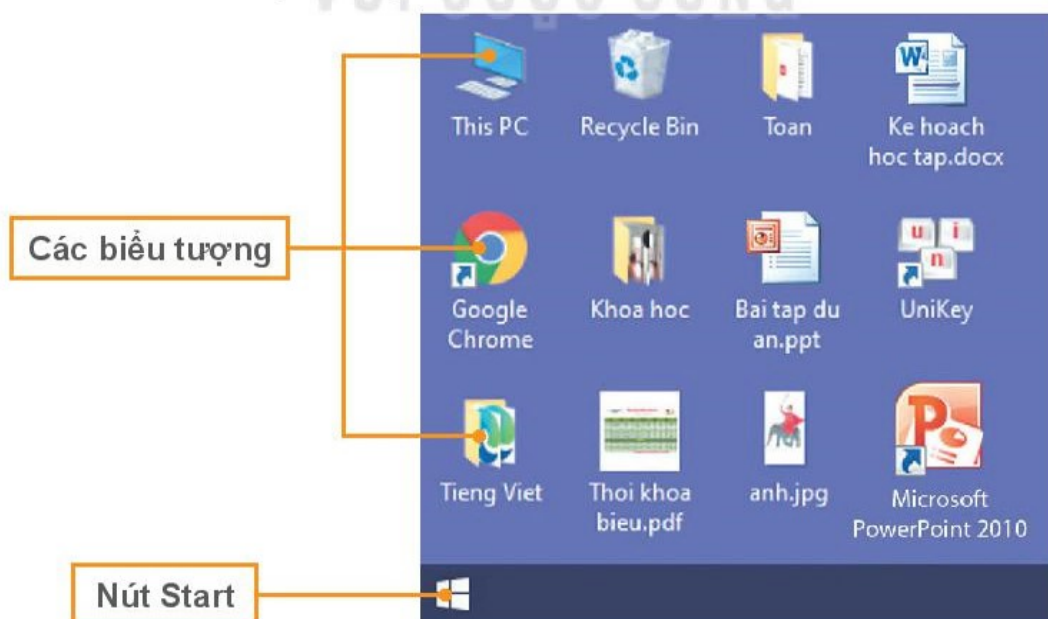 This PC
Recycle Bin
Toan
Ke hoach
hoc tap.docx
Các biểu tượng
Google
Chrome
Khoa hoc
Bai tap du
an.ppt
u i
n
UniKey
Tieng Viet
Thoi khoa
bieu.pdf
anh.jpg
Microsoft
PowerPoint 2010
Nút Start